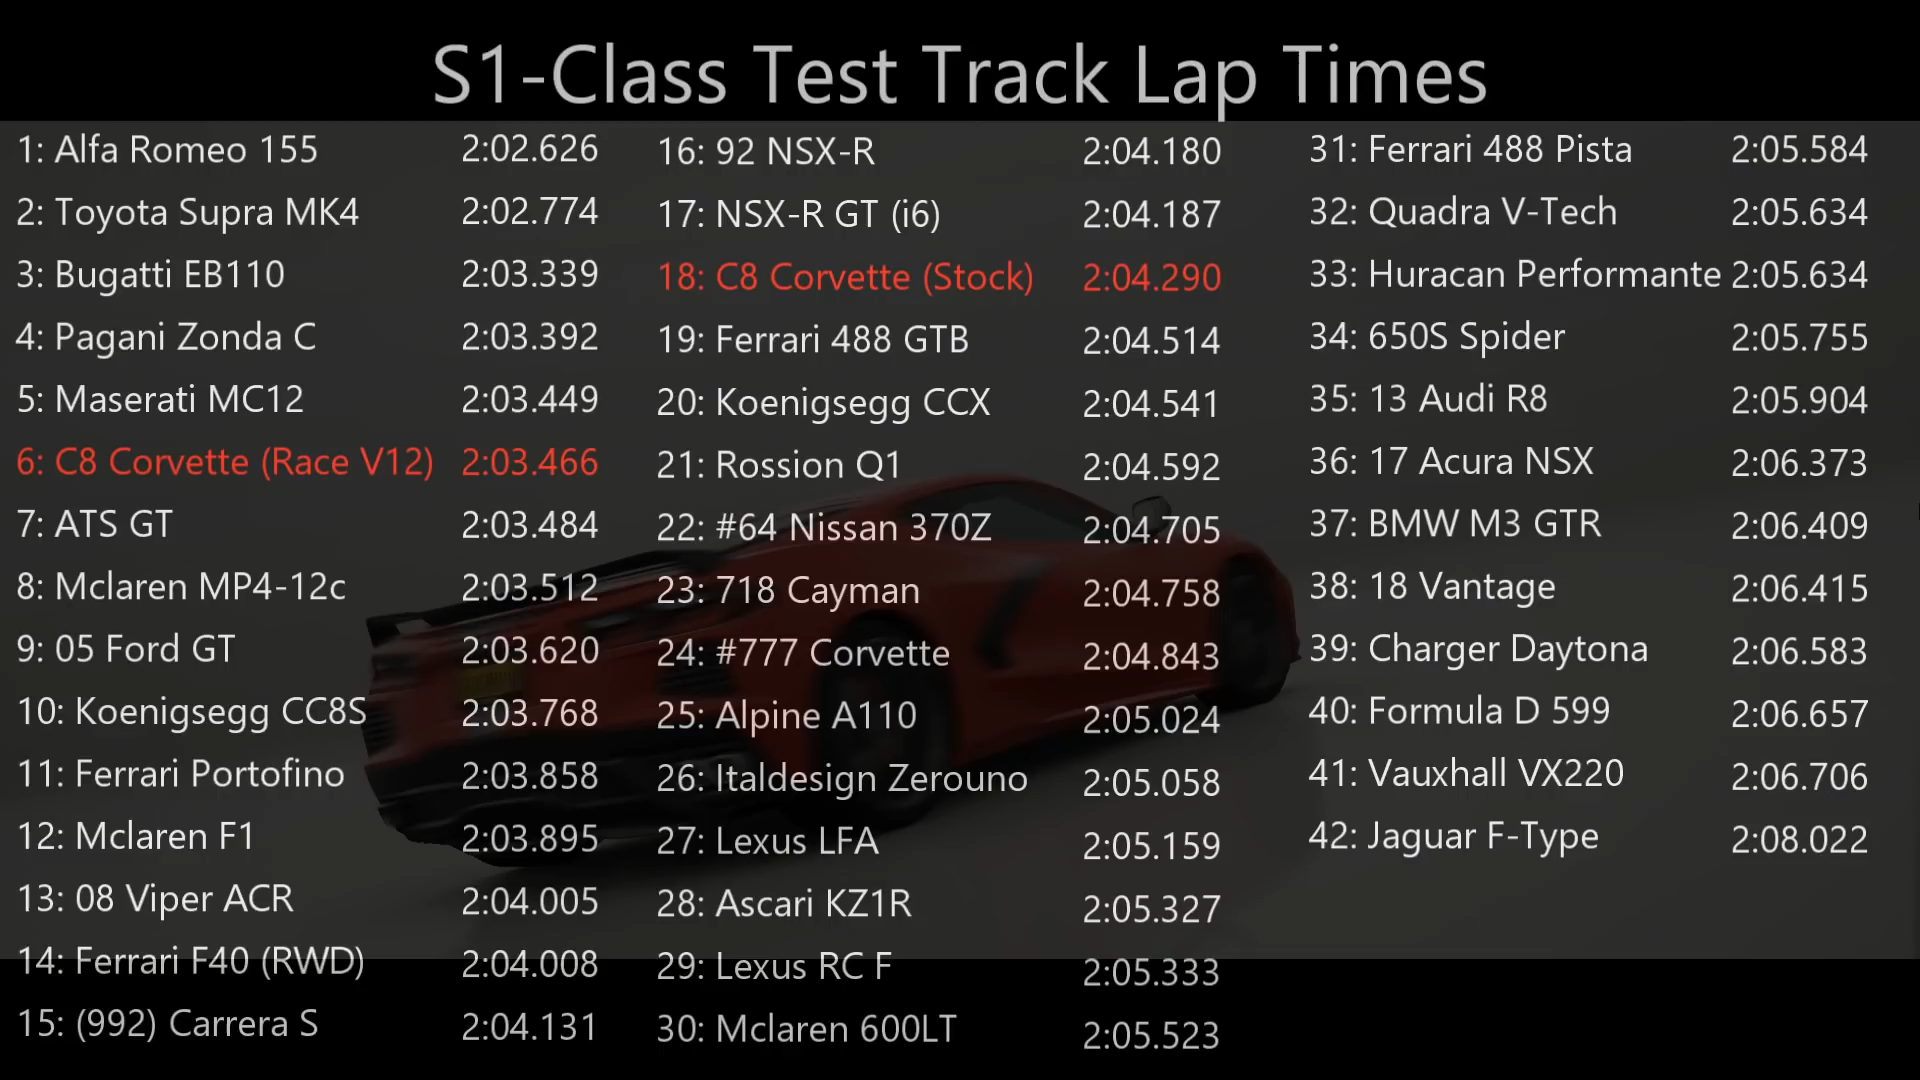 S1-Class Test Track Lap Times
1: Alfa Romeo 155 2:02.626
2: Toyota Supra MK4 2:02.774
3: Bugatti EB110 2:03.339
4: Pagani Zonda C 2:03.392
5: Maserati MC12 2:03.449
6: C8 Corvette (Race V12) 2:03.466
7: ATS GT 2:03.484
8: Mclaren MP4-12c 2:03.512
9: 05 Ford GT 2:03.620
10: Koenigsegg CC8S 2:03.768
11: Ferrari Portofino 2:03.858
12: Mclaren F1 2:03.895
13: 08 Viper ACR 2:04.005
14: Ferrari F40 (RWD) 2:04.008
15: (992) Carrera S 2:04.131
16: 92 NSX-R 2:04.180
17: NSX-R GT (i6) 2:04.187
18: C8 Corvette (Stock) 2:04.290
19: Ferrari 488 GTB 2:04.514
20: Koenigsegg CCX 2:04.541
21: Rossion Q1 2:04.592
22: #64 Nissan 370Z 2:04.705
23: 718 Cayman 2:04.758
24: #777 Corvette 2:04.843
25: Alpine A110 2:05.024
26: Italdesign Zerouno 2:05.058
27: Lexus LFA 2:05.159
28: Ascari KZ1R 2:05.327
29: Lexus RC F 2:05.333
30: Mclaren 600LT 2:05.523
31: Ferrari 488 Pista 2:05.584
32: Quadra V-Tech 2:05.634
33: Huracan Performante 2:05.634
34: 650S Spider 2:05.755
35: 13 Audi R8 2:05.904
36: 17 Acura NSX 2:06.373
37: BMW M3 GTR 2:06.409
38: 18 Vantage 2:06.415
39: Charger Daytona 2:06.583
40: Formula D 599 2:06.657
41: Vauxhall VX220 2:06.706
42: Jaguar F-Type 2:08.022